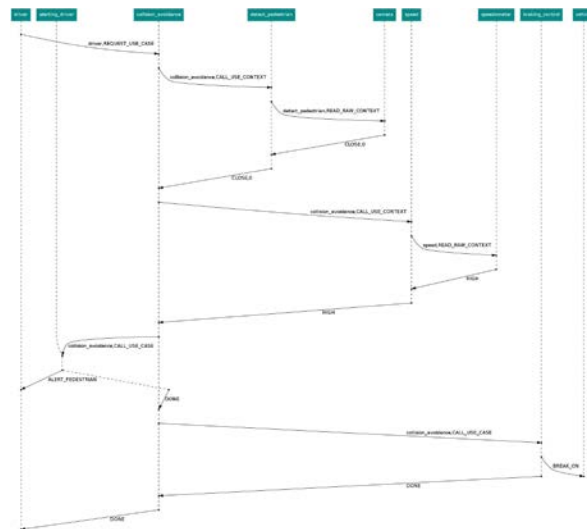 driver
alerting_driver
collision_avoidance
detect_pedestrian
camera
speed
speedometer
braking_control
driver,REQUEST_USE_CASE
collision_avoidance,CALL_USE_CONTEXT
detect_pedestrian,READ_RAW_CONTEXT
CLOSE,0
CLOSE,0
collision_avoidance,CALL_USE_CONTEXT
speed,READ_RAW_CONTEXT
HIGH
HIGH
collision_avoidance,CALL_USE_CASE
ALERT_PEDESTRIAN
DONE
collision_avoidance,CALL_USE_CASE
BREAK_ON
DONE
DONE